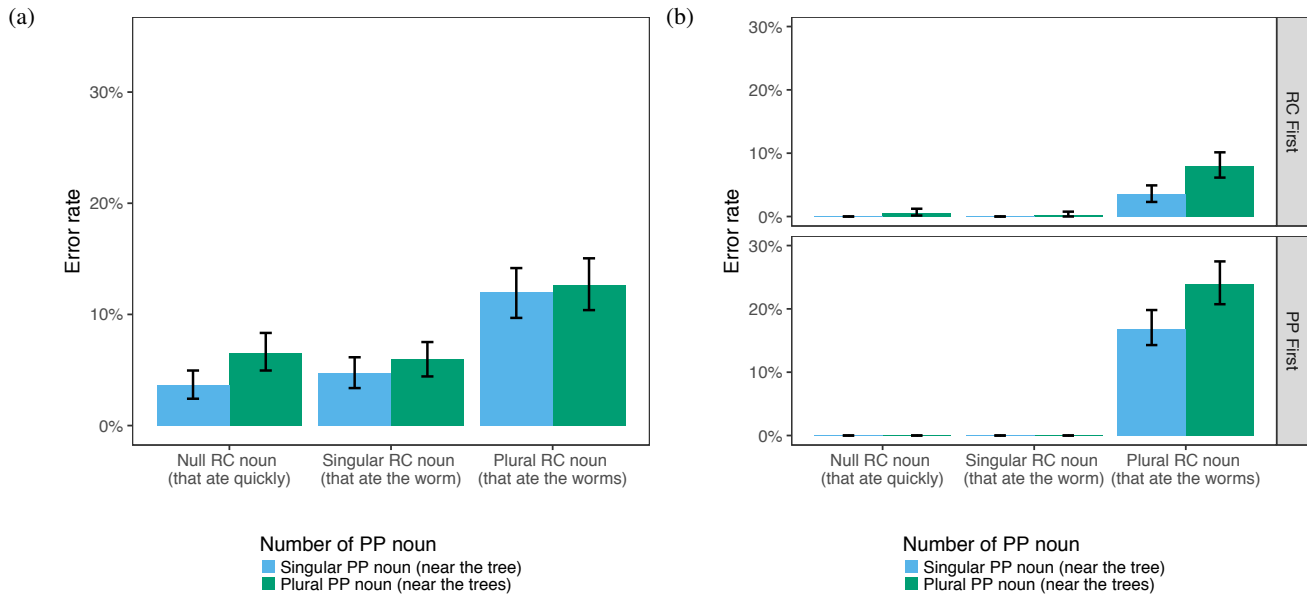 (a)
Error rate
30%
20%
10%
0%
Null RC noun
(that ate quickly)
Singular RC noun
(that ate the worm)
Plural RC noun
(that ate the worms)
Number of PP noun
Singular PP noun (near the tree)
Plural PP noun (near the trees)
(b)
Error rate
30%
20%
10%
0%
RC First
30%
20%
10%
0%
PP First
Null RC noun
(that ate quickly)
Singular RC noun
(that ate the worm)
Plural RC noun
(that ate the worms)
Number of PP noun
Singular PP noun (near the tree)
Plural PP noun (near the trees)